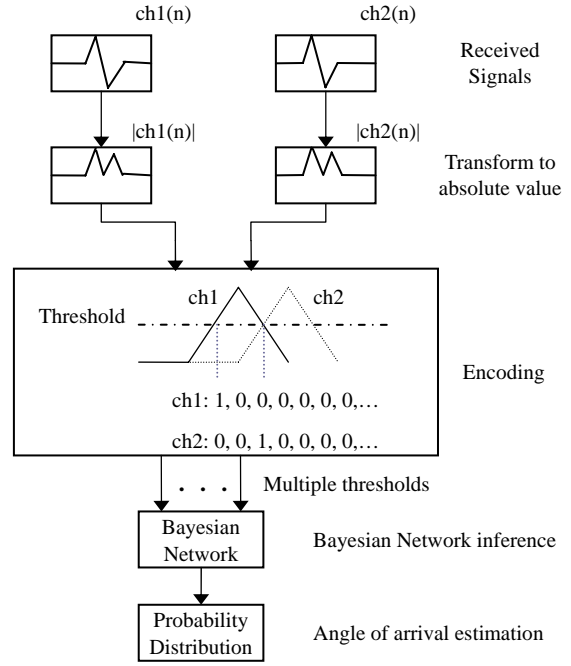 ch1(n)
ch2(n)
Received
Signals
|ch1(n)|
|ch2(n)|
Transform to
absolute value
ch1
ch2
Threshold
Encoding
ch1: 1, 0, 0, 0, 0, 0, 0,…
ch2: 0, 0, 1, 0, 0, 0, 0,…
. . .
Multiple thresholds
Bayesian
Network
Bayesian Network inference
Probability
Distribution
Angle of arrival estimation